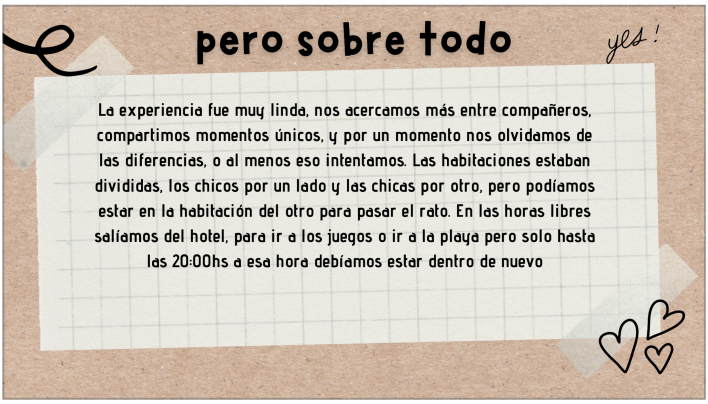 pero sobre todo
yes!
La experiencia fue muy linda, nos acercamos más entre compañeros,
compartimos momentos únicos, y por un momento nos olvidamos de
las diferencias, o al menos eso intentamos. Las habitaciones estaban
divididas, los chicos por un lado y las chicas por otro, pero podíamos
estar en la habitación del otro para pasar el rato. En las horas libres
salíamos del hotel, para ir a los juegos o ir a la playa pero solo hasta
las 20:00hs a esa hora debíamos estar dentro de nuevo